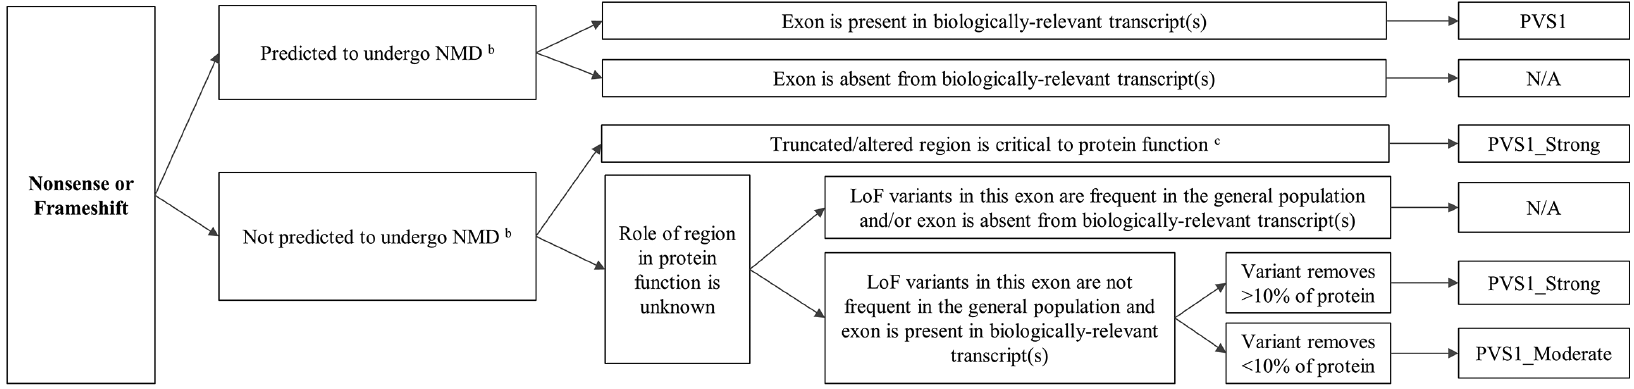 Nonsense or
Frameshift
Predicted to undergo NMD b
Exon is present in biologically-relevant transcript(s)
PVS1
Exon is absent from biologically-relevant transcript(s)
N/A
Not predicted to undergo NMD b
Truncated/altered region is critical to protein function c
PVS1_Strong
Role of region
in protein
function is
unknown
LoF variants in this exon are frequent in the general population
and/or exon is absent from biologically-relevant transcript(s)
N/A
LoF variants in this exon are not
frequent in the general population and
exon is present in biologically-relevant
transcript(s)
Variant removes
>10% of protein
PVS1_Strong
Variant removes
<10% of protein
PVS1_Moderate